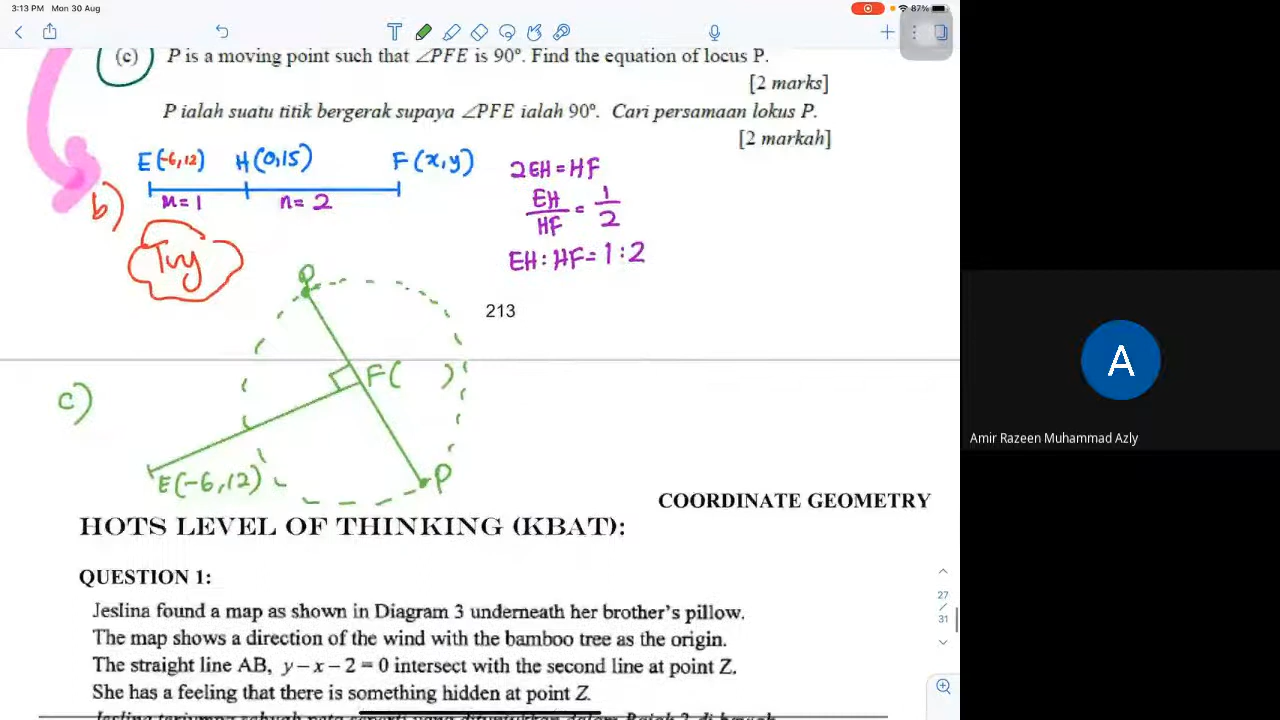 3:13 PM Mon 30 Aug
87%
(c) P is a moving point such that ∠PFE is 90°. Find the equation of locus P.
[2 marks]
P ialah suatu titik bergerak supaya ∠PFE ialah 90°. Cari persamaan lokus P.
[2 markah]
E(-6,12) H(0,15) F(x,y)
m=1 n=2
2EH=HF
EH/HF = 1/2
EH:HF=1:2
b)
Try
P
213
F( )
c)
E(-6,12)
P
COORDINATE GEOMETRY
HOTS LEVEL OF THINKING (KBAT):
QUESTION 1:
Jeslina found a map as shown in Diagram 3 underneath her brother's pillow.
The map shows a direction of the wind with the bamboo tree as the origin.
The straight line AB, y−x−2=0 intersect with the second line at point Z.
She has a feeling that there is something hidden at point Z.
27
/
31
A
Amir Razeen Muhammad Azly